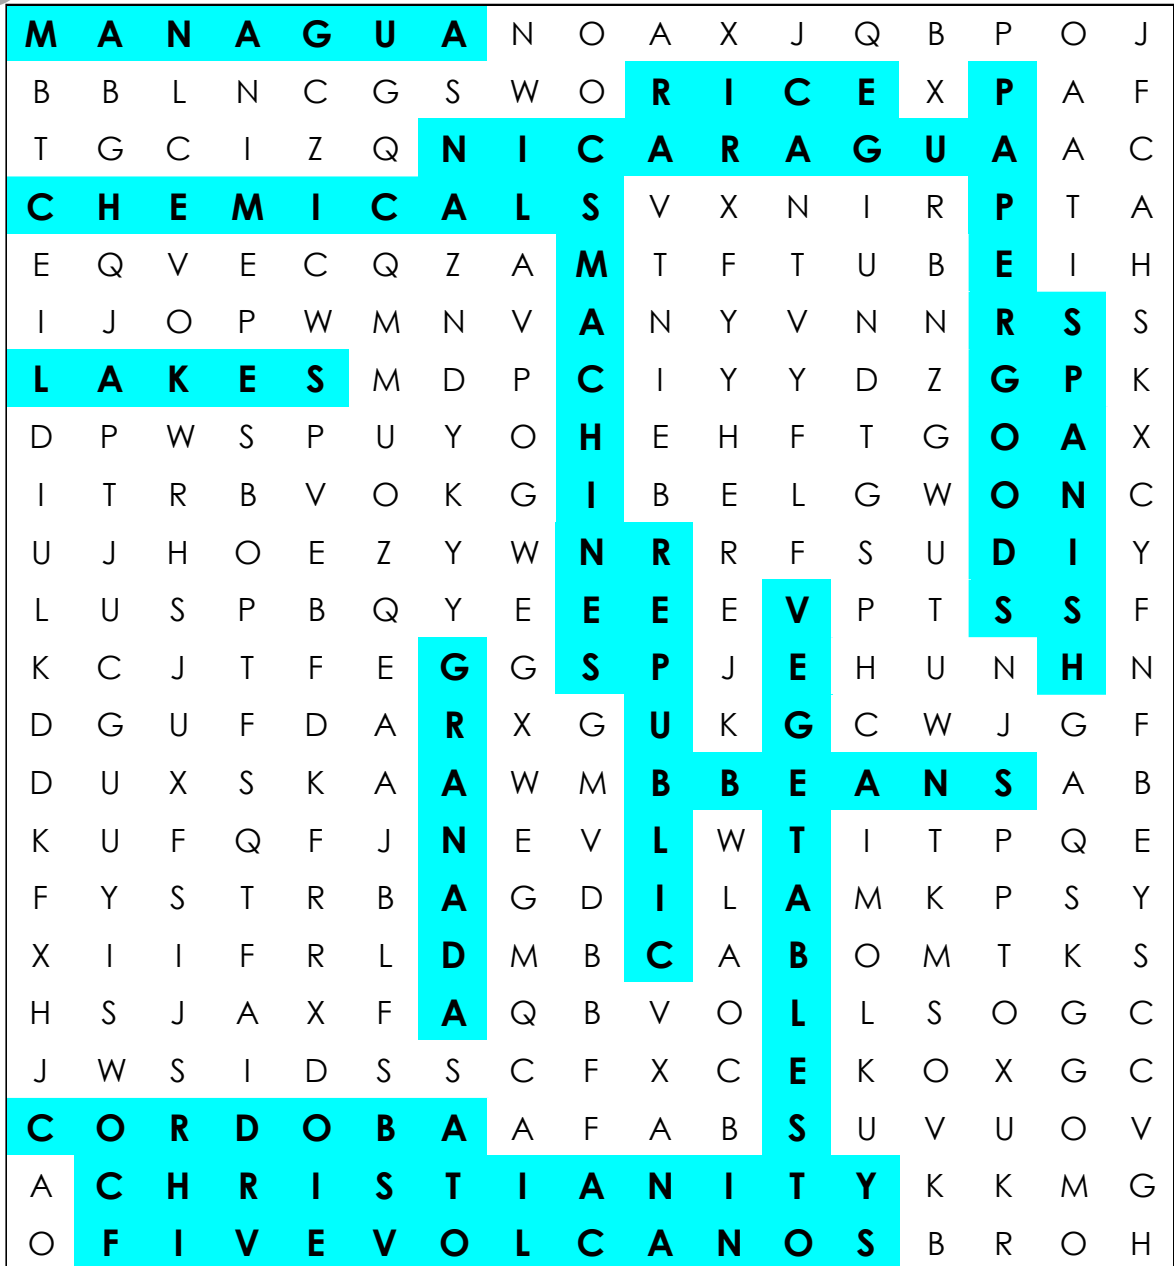 M A N A G U A N O A X J Q B P O J
B B L N C G S W O R I C E X P A F
T G C I Z Q N I C A R A G U A A C
C H E M I C A L S V X N I R P T A
E Q V E C Q Z A M T F T U B E I H
I J O P W M N V A N Y V N N R S S
L A K E S M D P C I Y Y D Z G P K
D P W S P U Y O H E H F T G O A X
I T R B V O K G I B E L G W O N C
U J H O E Z Y W N R R F S U D I Y
L U S P B Q Y E E E E V P T S S F
K C J T F E G G S P J E H U N H N
D G U F D A R X G U K G C W J G F
D U X S K A A W M B B E A N S A B
K U F Q F J N E V L W T I T P Q E
F Y S T R B A G D I L A M K P S Y
X I I F R L D M B C A B O M T K S
H S J A X F A Q B V O L L S O G C
J W S I D S S C F X C E K O X G C
C O R D O B A A F A B S U V U O V
A C H R I S T I A N I T Y K K M G
O F I V E V O L C A N O S B R O H